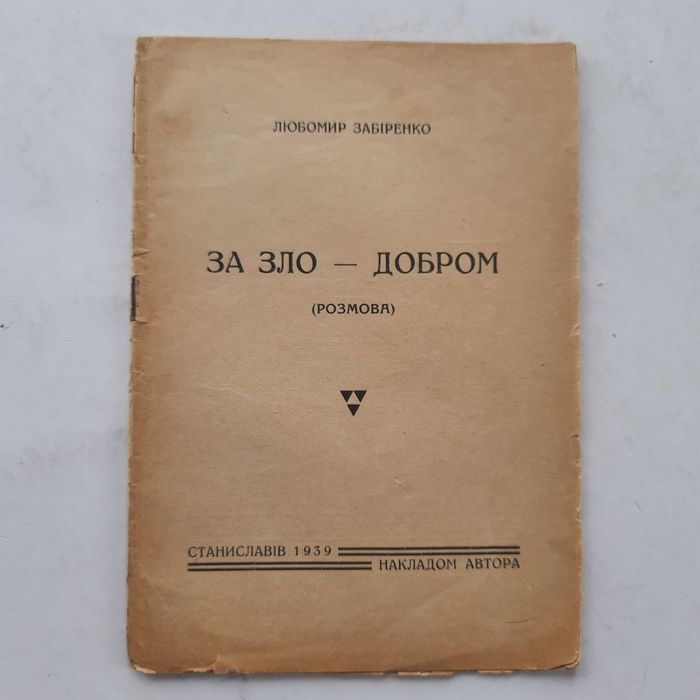 ЛЮБОМИР ЗАБІРЕНКО
ЗА ЗЛО — ДОБРОМ
(РОЗМОВА)
СТАНИСЛАВІВ 1939
НАКЛАДОМ АВТОРА